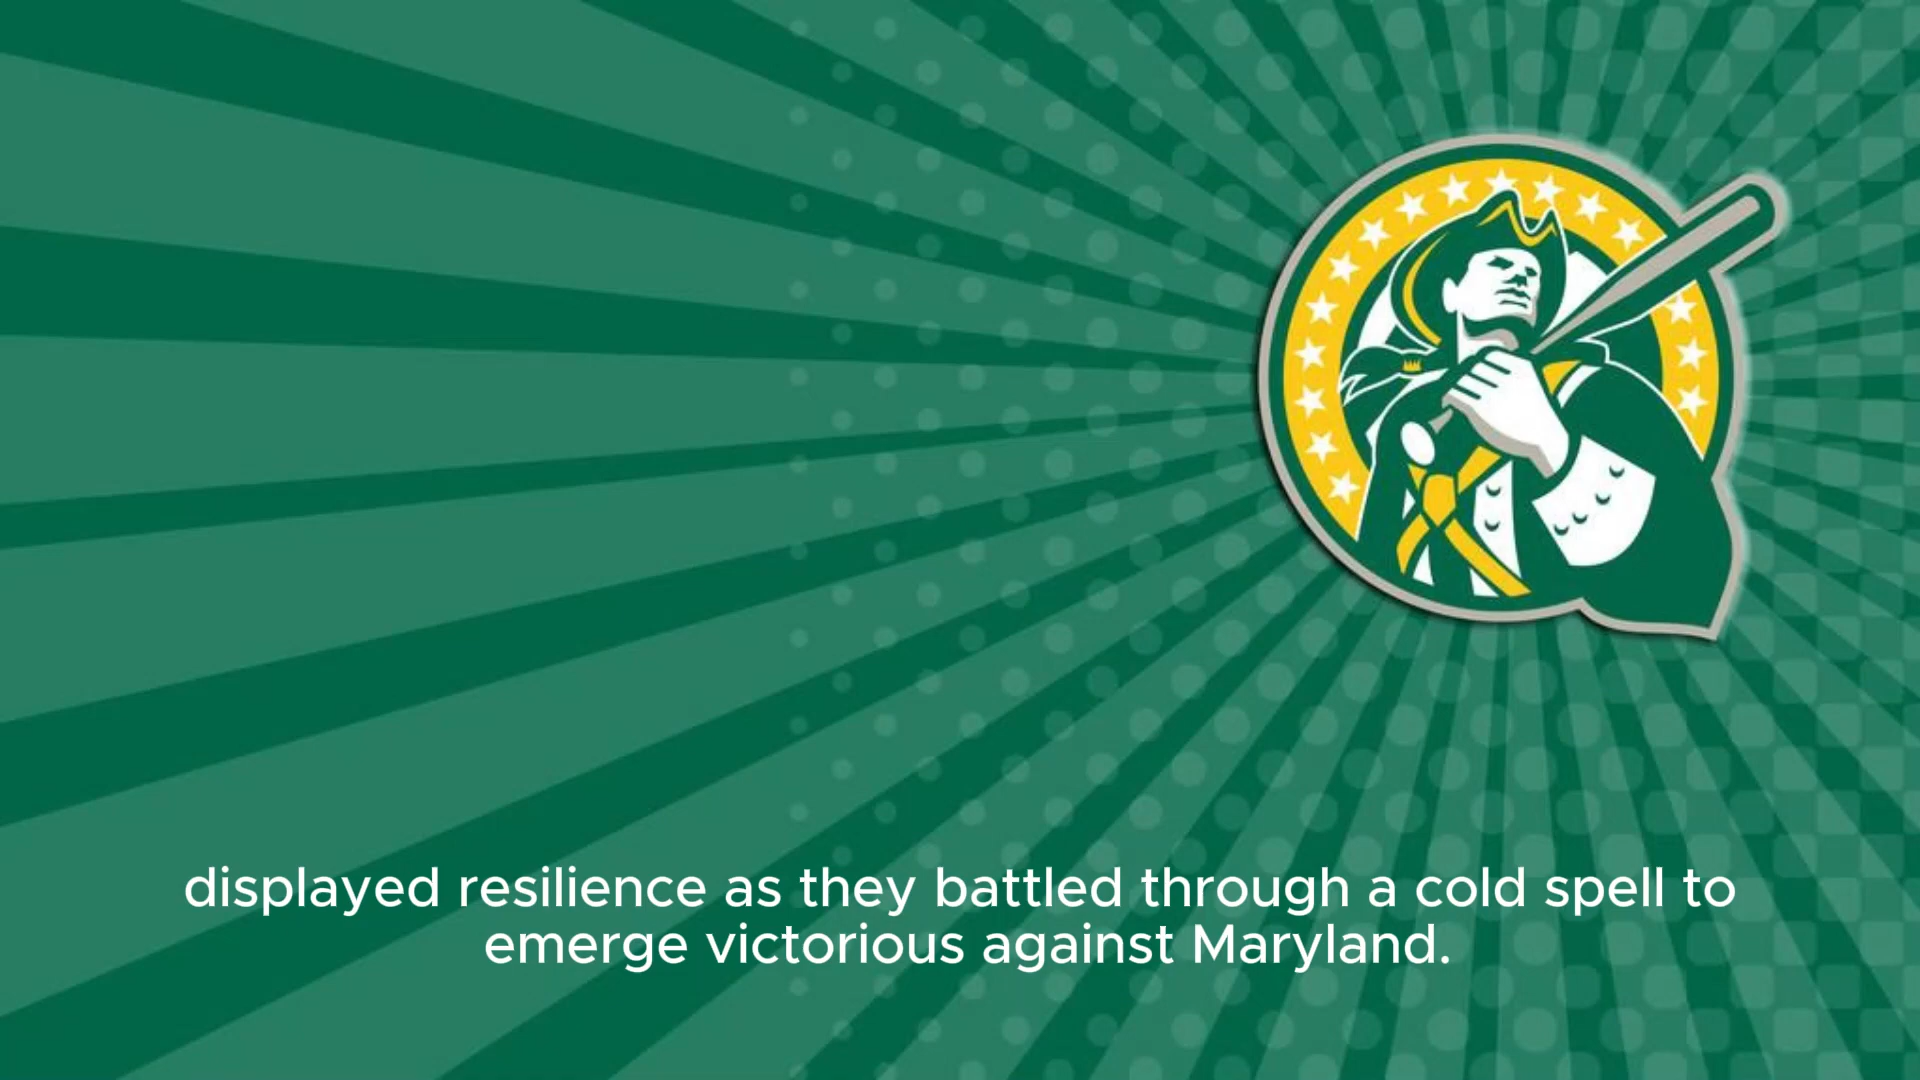 displayed resilience as they battled through a cold spell to
emerge victorious against Maryland.